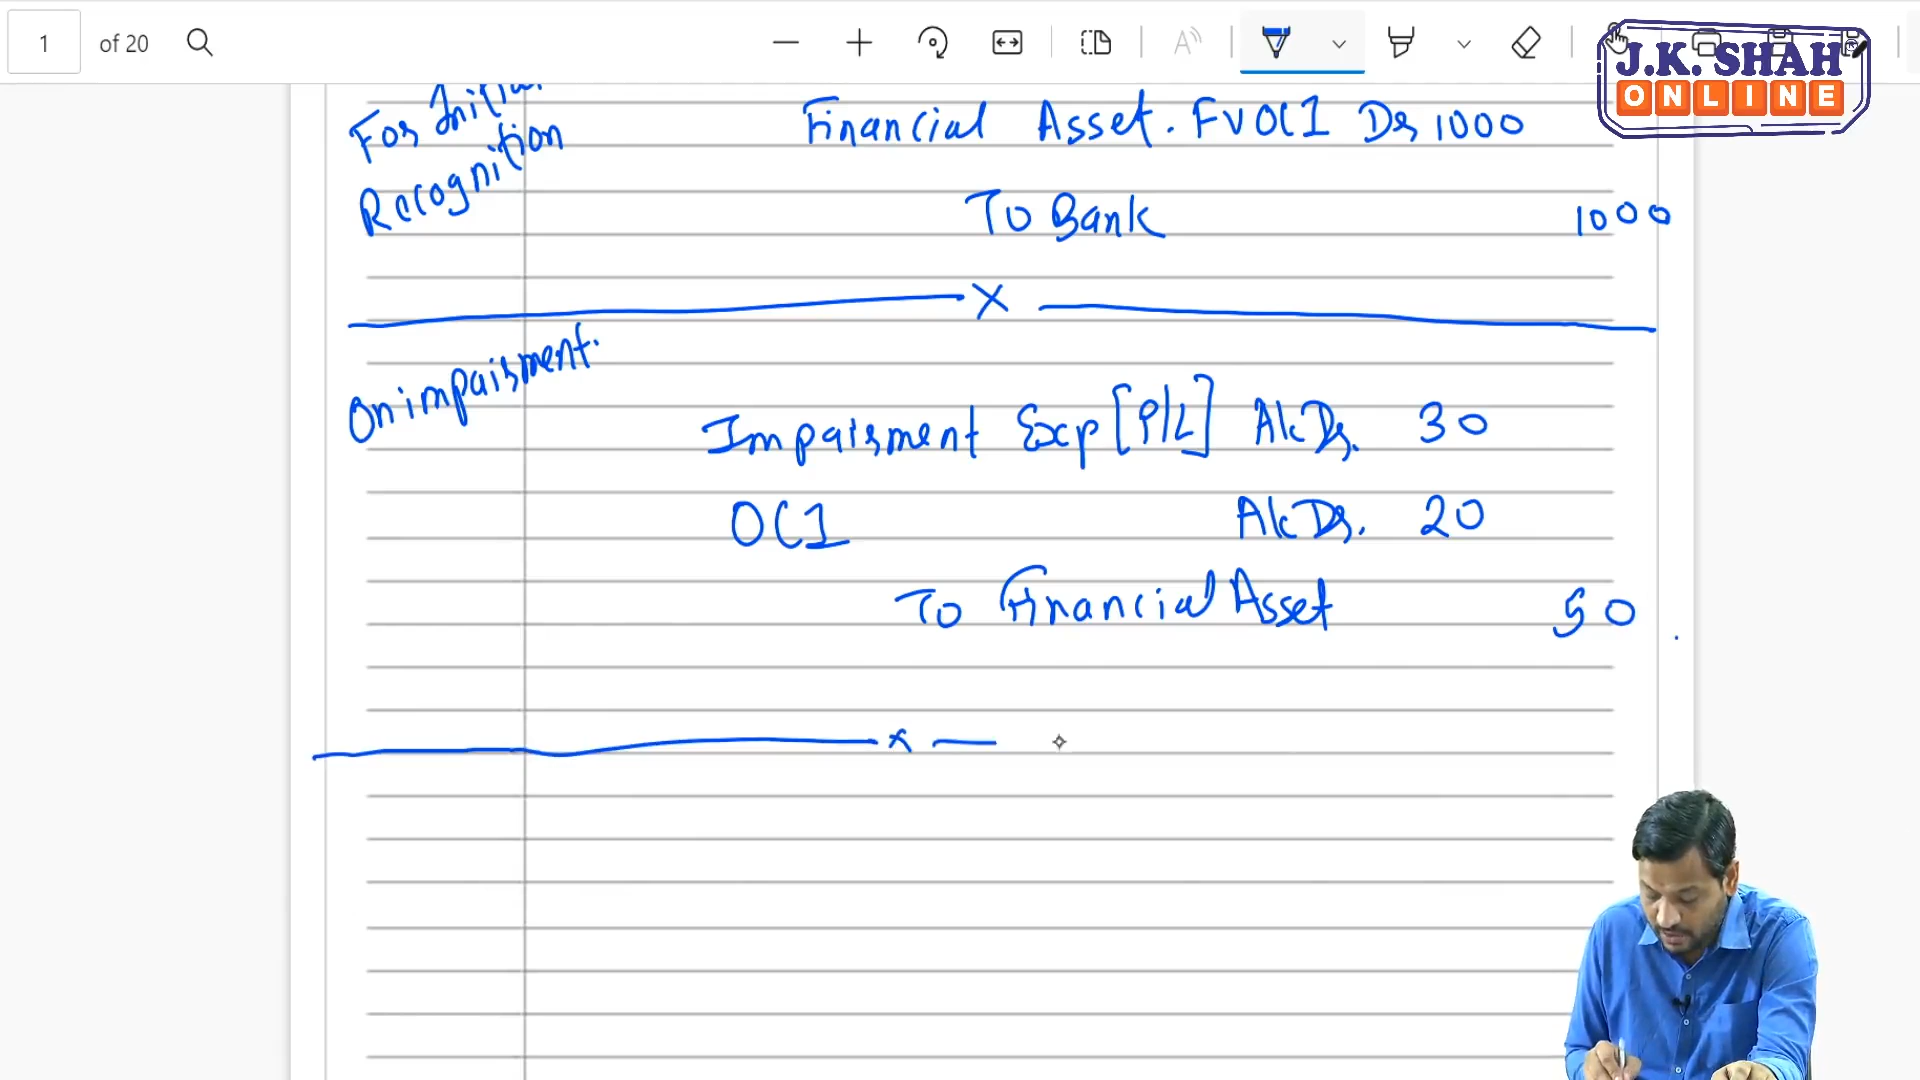 1 of 20
J.K. SHAH
ONLINE
For Initial
Recognition
Financial Asset. FVOCI Dr 1000
To Bank 1000
X
On impairment.
Impairment Exp [P/L] A/c Dr. 30
OCI A/c Dr. 20
To Financial Asset 50
x